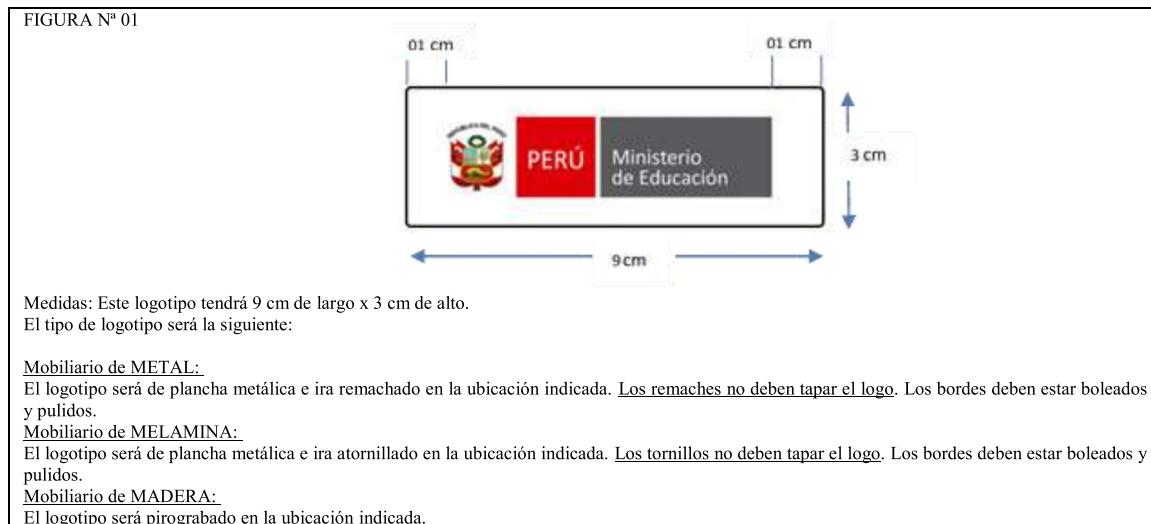 FIGURA Nª 01
01 cm
01 cm
PERÚ
Ministerio
de Educación
3 cm
9 cm
Medidas: Este logotipo tendrá 9 cm de largo x 3 cm de alto.
El tipo de logotipo será la siguiente:
Mobiliario de METAL:
El logotipo será de plancha metálica e ira remachado en la ubicación indicada. Los remaches no deben tapar el logo. Los bordes deben estar boleados
y pulidos.
Mobiliario de MELAMINA:
El logotipo será de plancha metálica e ira atornillado en la ubicación indicada. Los tornillos no deben tapar el logo. Los bordes deben estar boleados y
pulidos.
Mobiliario de MADERA:
El logotipo será pirograbado en la ubicación indicada.